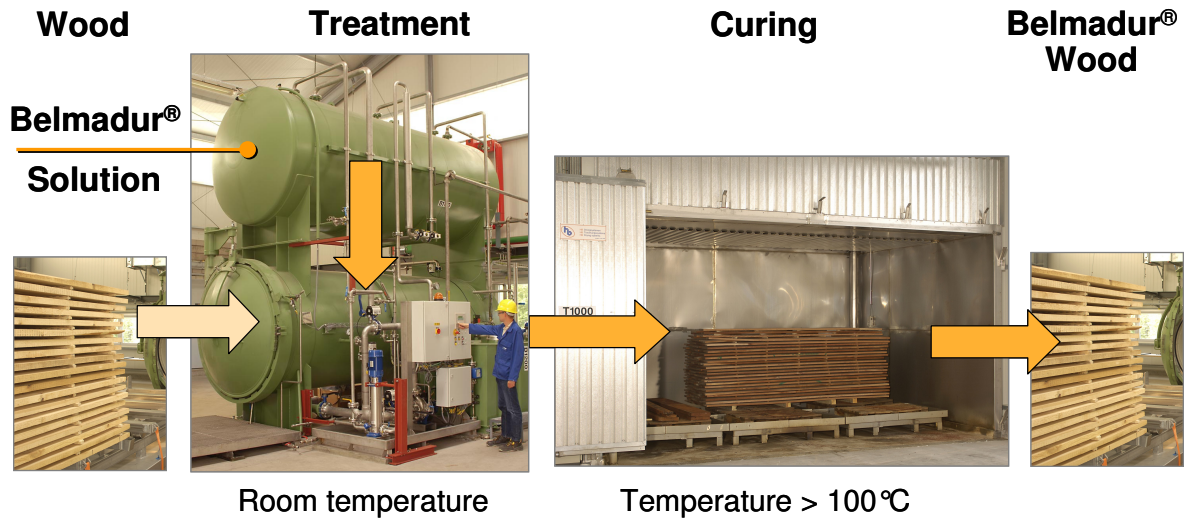 Wood
Treatment
Curing
Belmadur®
Wood
Belmadur®
Solution
T1000
Room temperature
Temperature > 100°C